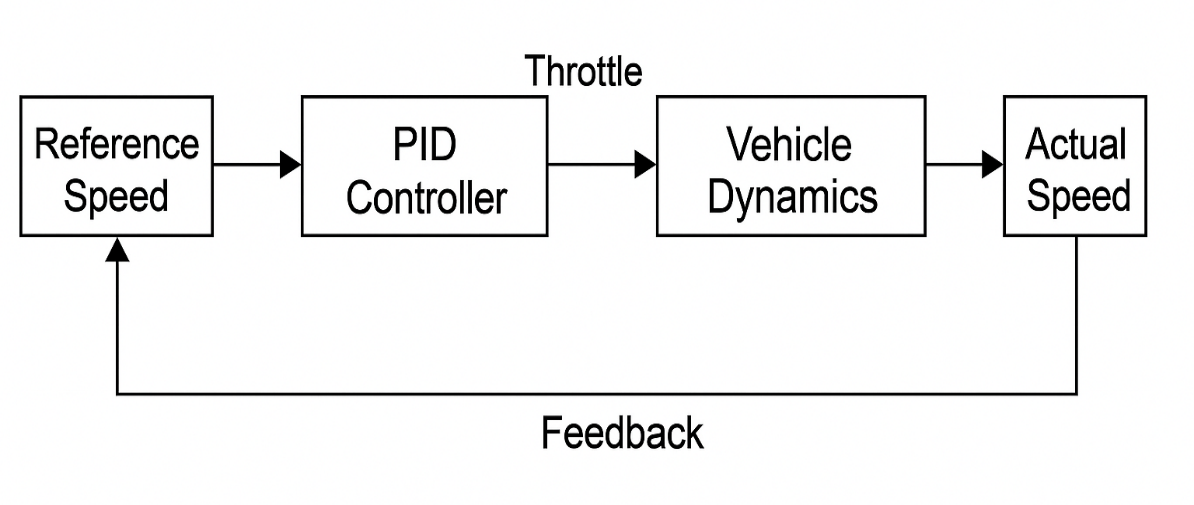 Throttle
Reference
Speed
PID
Controller
Vehicle
Dynamics
Actual
Speed
Feedback